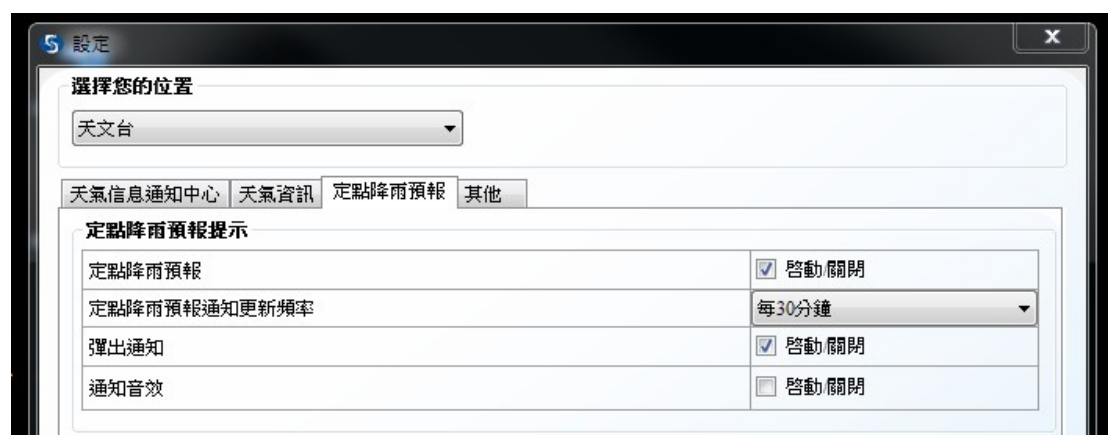 設定
選擇您的位置
天文台
天氣信息通知中心 天氣資訊 定點降雨預報 其他
定點降雨預報提示
定點降雨預報 啓動/關閉
定點降雨預報通知更新頻率 每30分鐘
彈出通知 啓動/關閉
通知音效 啓動/關閉